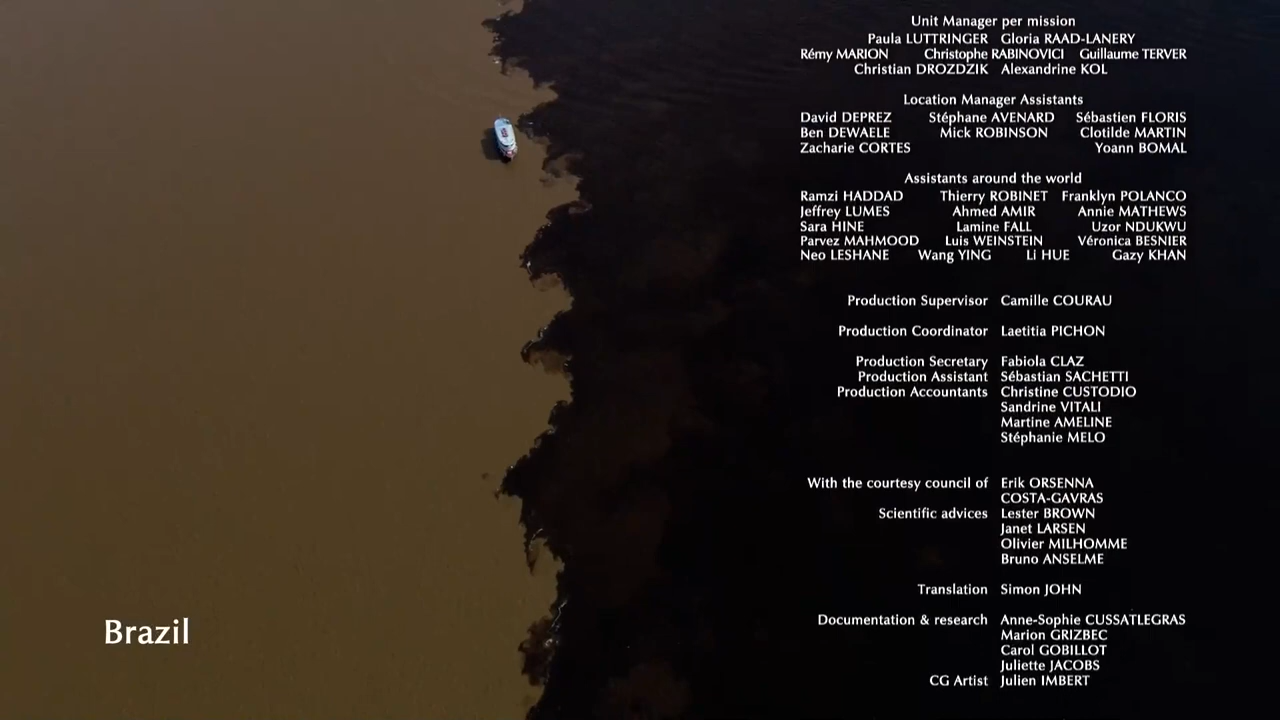 Unit Manager per mission
Paula LUTTRINGER Gloria RAAD-LANERY
Rémy MARION Christophe RABINOVICI Guillaume TERVER
Christian DROZDZIK Alexandrine KOL
Location Manager Assistants
David DEPREZ Stéphane AVENARD Sébastien FLORIS
Ben DEWAELE Mick ROBINSON Clotilde MARTIN
Zacharie CORTES Yoann BOMAL
Assistants around the world
Ramzi HADDAD Thierry ROBINET Franklyn POLANCO
Jeffrey LUMES Ahmed AMIR Annie MATHEWS
Sara HINE Lamine FALL Uzor NDUKWU
Parvez MAHMOOD Luis WEINSTEIN Véronica BESNIER
Neo LESHANE Wang YING Li HUE Gazy KHAN
Production Supervisor Camille COURAU
Production Coordinator Laetitia PICHON
Production Secretary Fabiola CLAZ
Production Assistant Sébastian SACHETTI
Production Accountants Christine CUSTODIO
Sandrine VITALI
Martine AMELINE
Stéphanie MELO
With the courtesy council of Erik ORSENNA
COSTA-GAVRAS
Scientific advices Lester BROWN
Janet LARSEN
Olivier MILHOMME
Bruno ANSELME
Translation Simon JOHN
Documentation & research Anne-Sophie CUSSATLEGRAS
Marion GRIZBEC
Carol GOBILLOT
Juliette JACOBS
CG Artist Julien IMBERT
Brazil